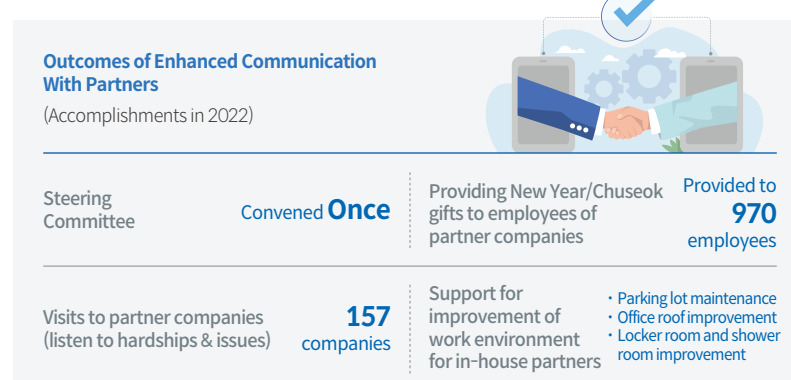 Outcomes of Enhanced Communication
With Partners
(Accomplishments in 2022)
Steering
Committee
Convened Once
Providing New Year/Chuseok
gifts to employees of
partner companies
Provided to
970
employees
Visits to partner companies
(listen to hardships & issues)
157
companies
Support for
improvement of
work environment
for in-house partners
· Parking lot maintenance
· Office roof improvement
· Locker room and shower
room improvement